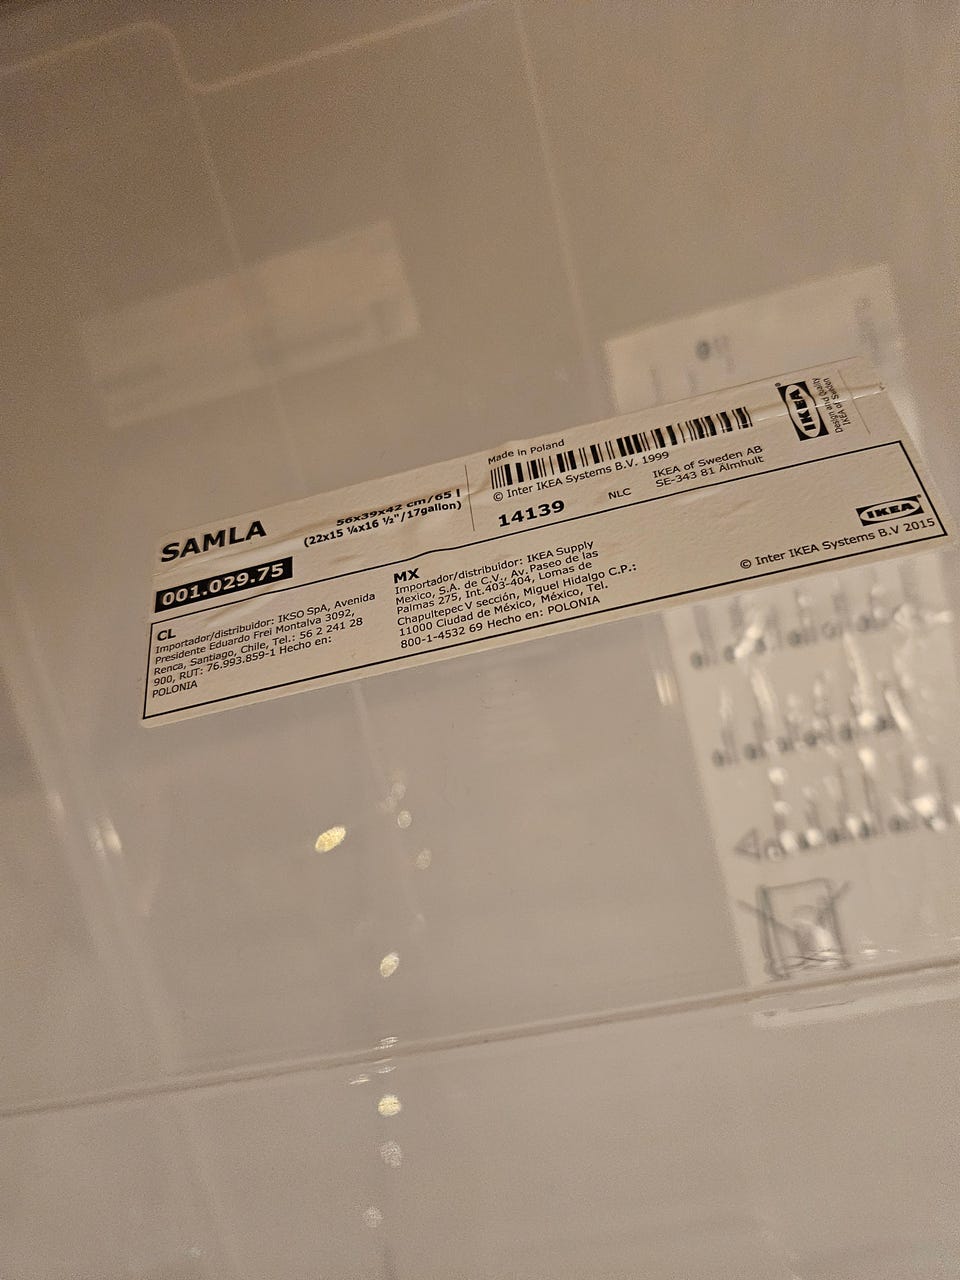 SAMLA
56x39x42 cm/65 l
(22x15 ¼x16 ½"/17gallon)
001.029.75
Made in Poland
© Inter IKEA Systems B.V. 1999
14139
NLC
IKEA of Sweden AB
SE-343 81 Älmhult
IKEA®
Design and Quality
IKEA of Sweden
CL
Importador/distribuidor: IKSO SpA, Avenida
Presidente Eduardo Frei Montalva 3092,
Renca, Santiago, Chile, Tel.: 56 2 241 28
900, RUT: 76.993.859-1 Hecho en:
POLONIA
MX
Importador/distribuidor: IKEA Supply
Mexico, S.A. de C.V., Av. Paseo de las
Palmas 275, Int.403-404, Lomas de
Chapultepec V sección, Miguel Hidalgo C.P.:
11000 Ciudad de México, México, Tel.
800-1-4532 69 Hecho en: POLONIA
IKEA®
© Inter IKEA Systems B.V 2015